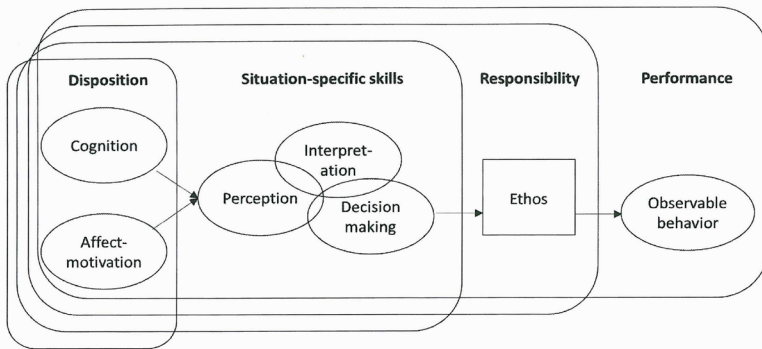 Disposition
Situation-specific skills
Responsibility
Performance
Cognition
Affect-
motivation
Perception
Interpret-
ation
Decision
making
Ethos
Observable
behavior